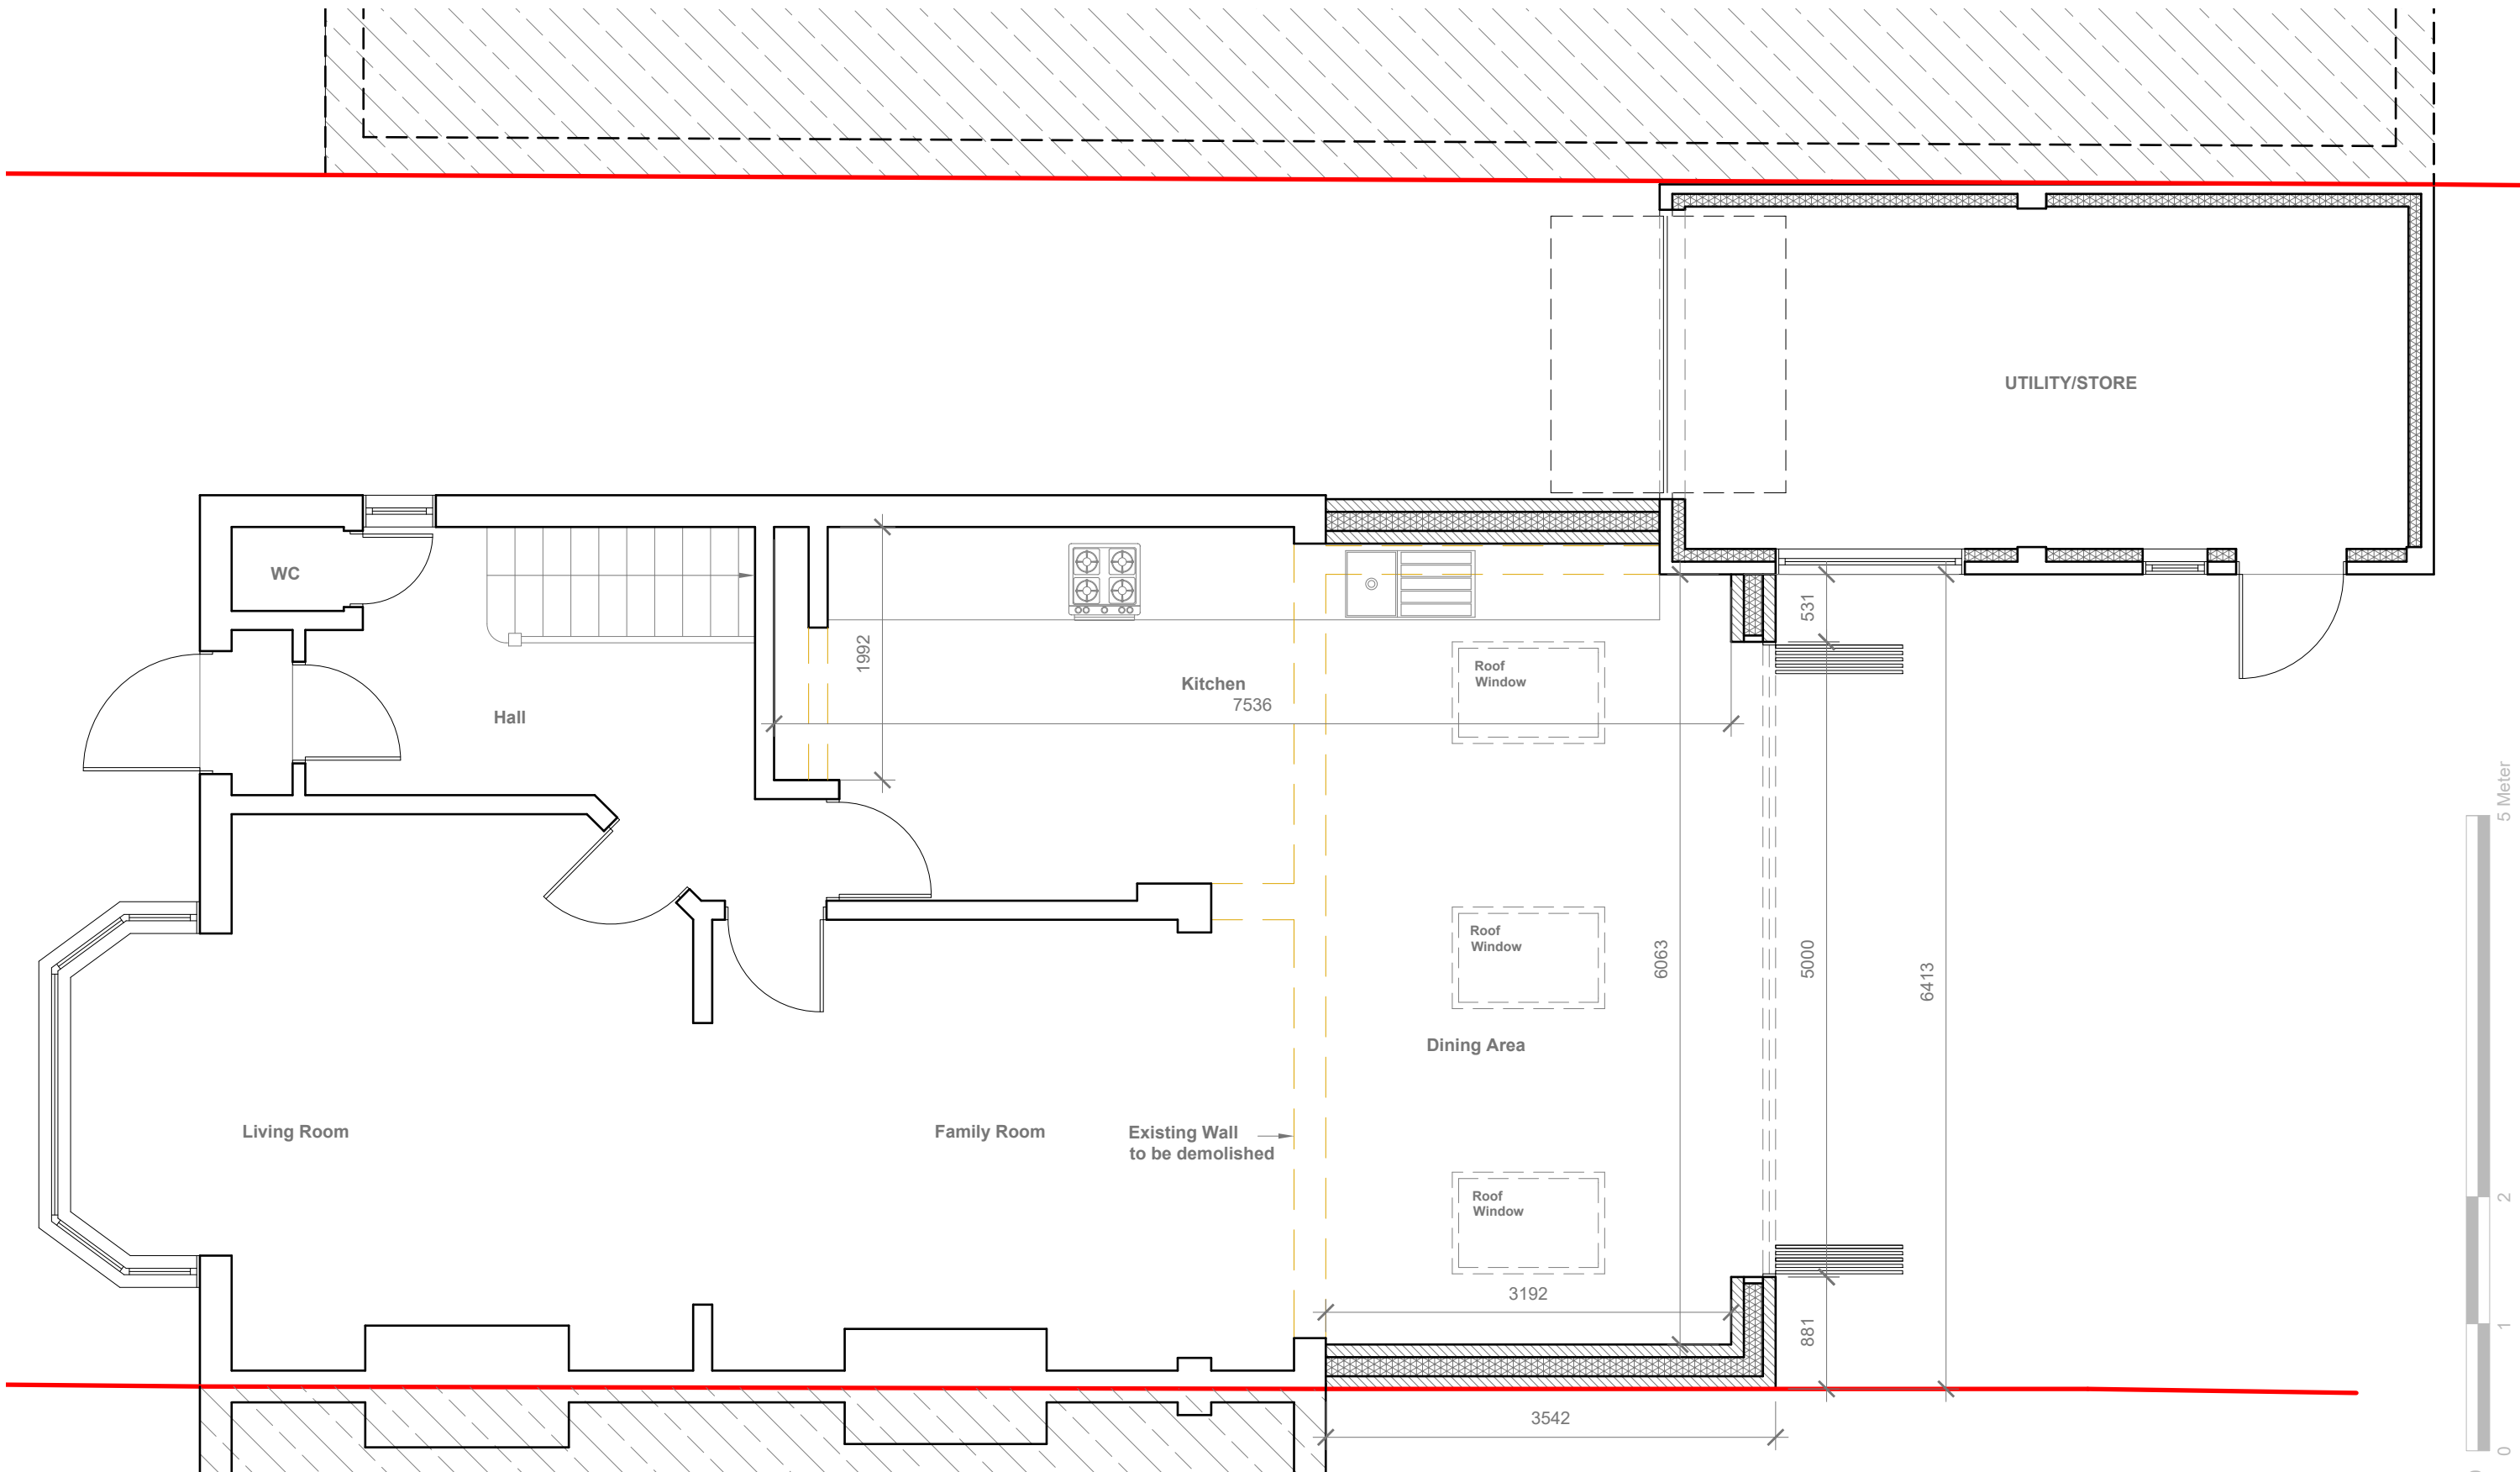 UTILITY/STORE
WC
531
1992
Roof
Window
Kitchen
7536
Hall
5 Meter
Roof
Window
6063
5000
6413
Dining Area
Living Room
Family Room
Existing Wall
to be demolished
2
Roof
Window
3192
881
1
3542
0